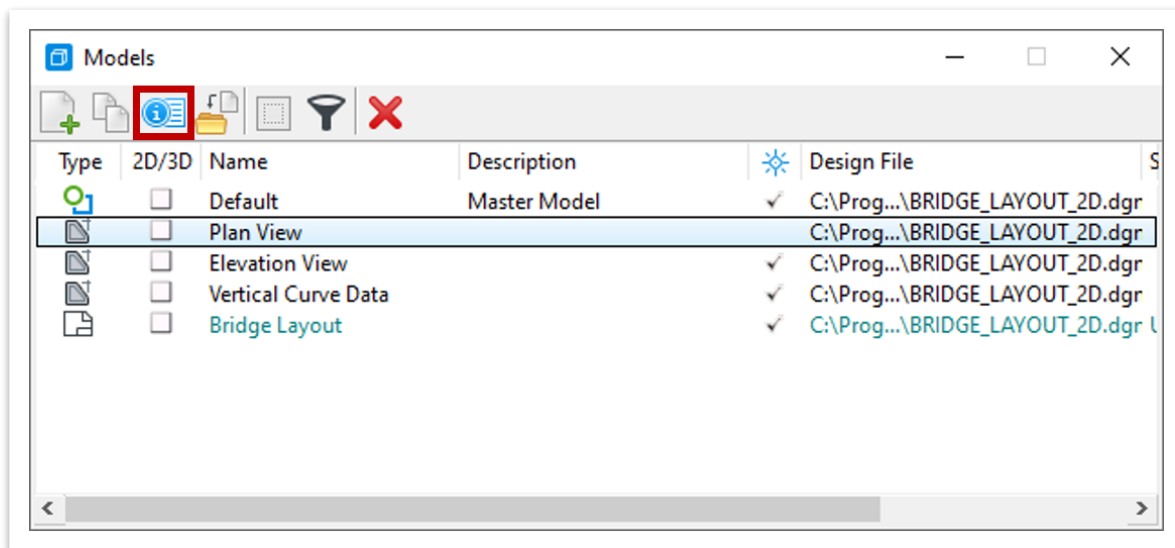 Models
Type 2D/3D Name Description Design File S
Default Master Model C:\Prog...\BRIDGE_LAYOUT_2D.dgr
Plan View C:\Prog...\BRIDGE_LAYOUT_2D.dgr
Elevation View C:\Prog...\BRIDGE_LAYOUT_2D.dgr
Vertical Curve Data C:\Prog...\BRIDGE_LAYOUT_2D.dgr
Bridge Layout C:\Prog...\BRIDGE_LAYOUT_2D.dgr U